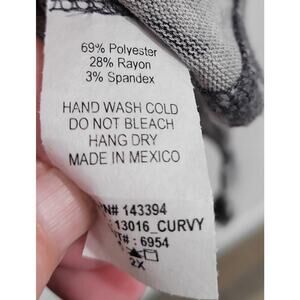 69% Polyester
28% Rayon
3% Spandex
HAND WASH COLD
DO NOT BLEACH
HANG DRY
MADE IN MEXICO
N# 143394
: 13016_CURVY
T# : 6954
2X